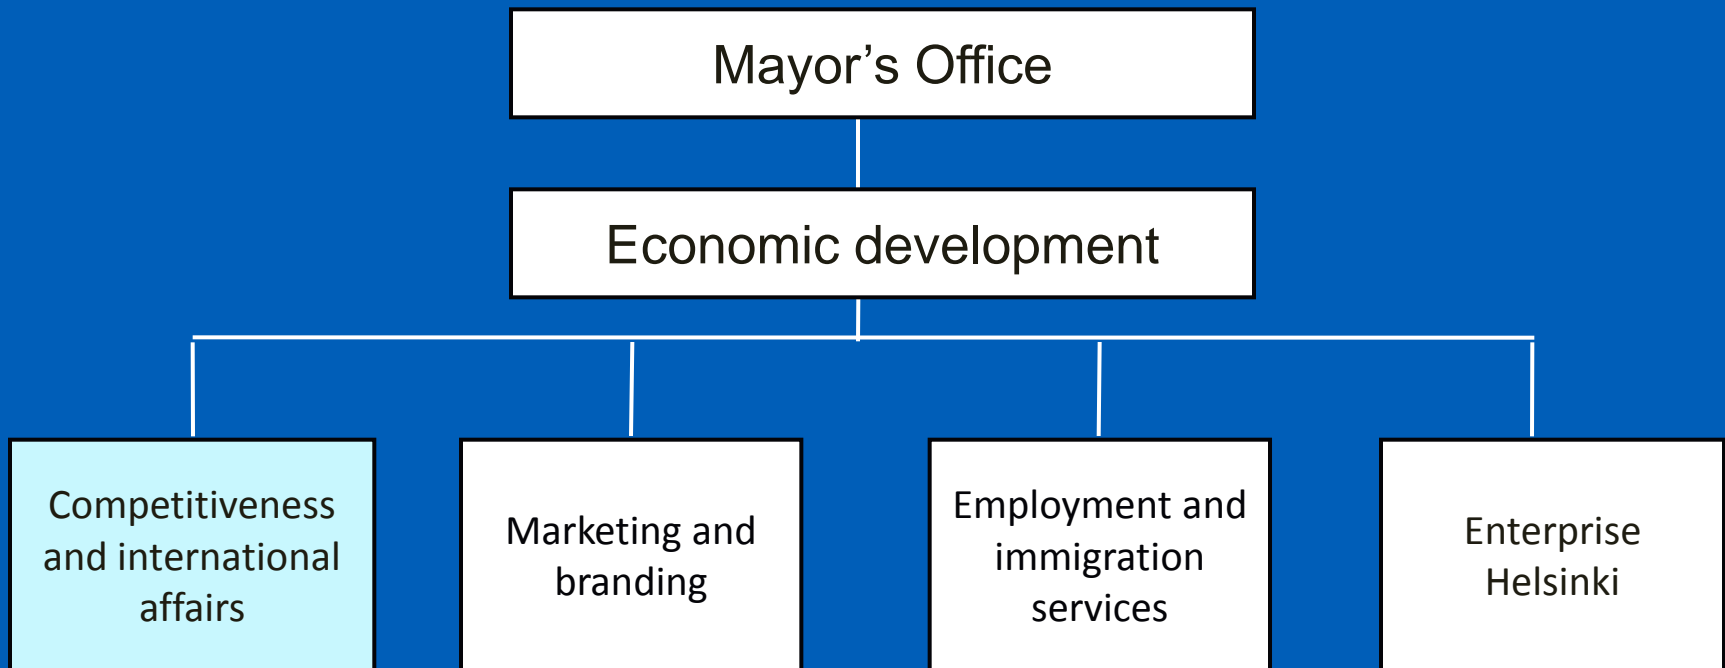 Mayor’s Office
Economic development
Competitiveness
and international
affairs
Marketing and
branding
Employment and
immigration
services
Enterprise
Helsinki